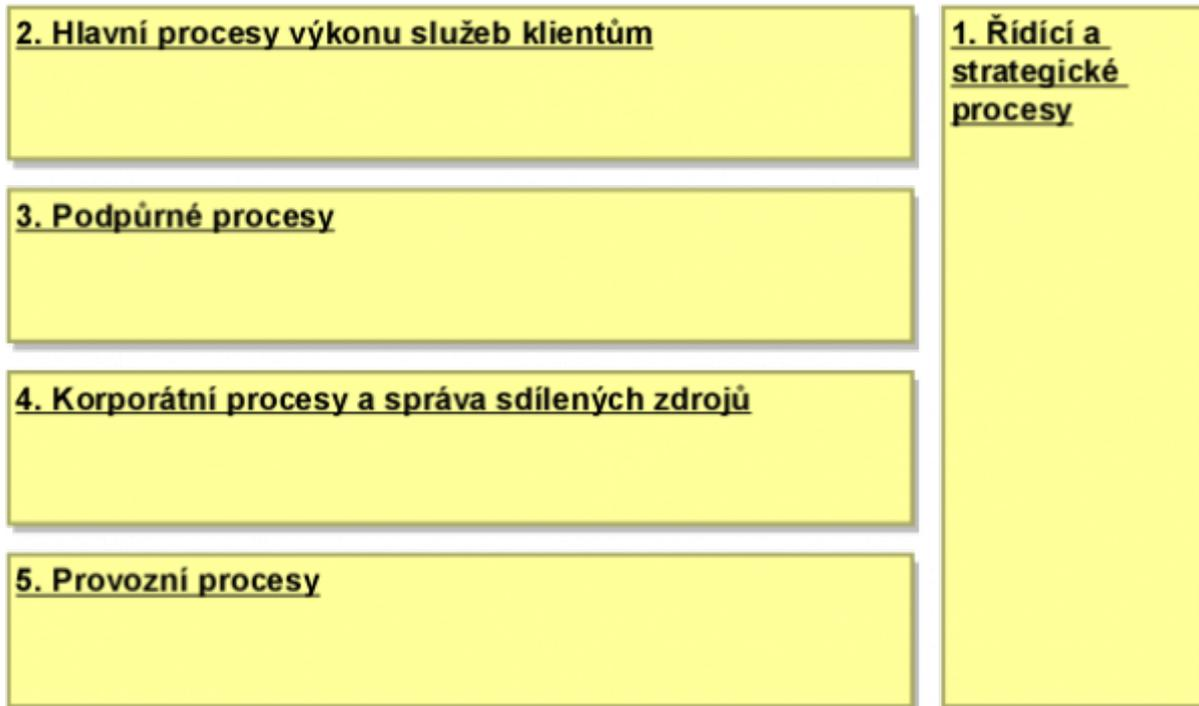 2. Hlavní procesy výkonu služeb klientům
1. Řídící a
strategické
procesy
3. Podpůrné procesy
4. Korporátní procesy a správa sdílených zdrojů
5. Provozní procesy